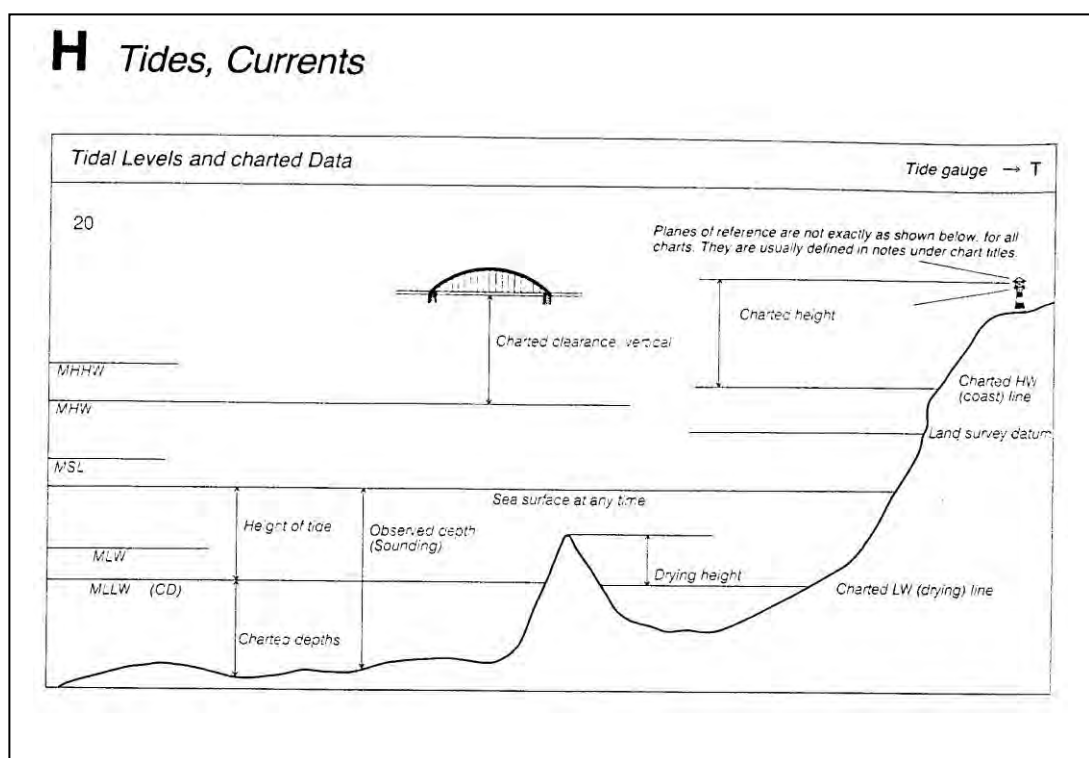 H Tides, Currents
Tidal Levels and charted Data
Tide gauge → T
20
Planes of reference are not exactly as shown below, for all
charts. They are usually defined in notes under chart titles.
Charted height
Charted clearance, vertical
MHHW
Charted HW
(coast) line
MHW
Land survey datum
MSL
Sea surface at any time
Height of tide
Observed depth
(Sounding)
MLW
Drying height
MLLW (CD)
Charted LW (drying) line
Charted depths